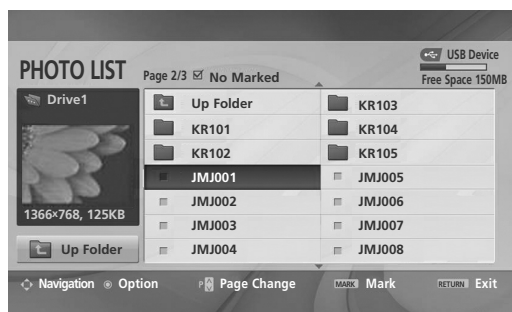 USB Device
PHOTO LIST
Page 2/3 No Marked
Free Space 150MB
Drive1
Up Folder
KR101
KR102
JMJ001
JMJ002
JMJ003
JMJ004
KR103
KR104
KR105
JMJ005
JMJ006
JMJ007
JMJ008
1366×768, 125KB
Up Folder
Navigation Option P Page Change MARK Mark RETURN Exit